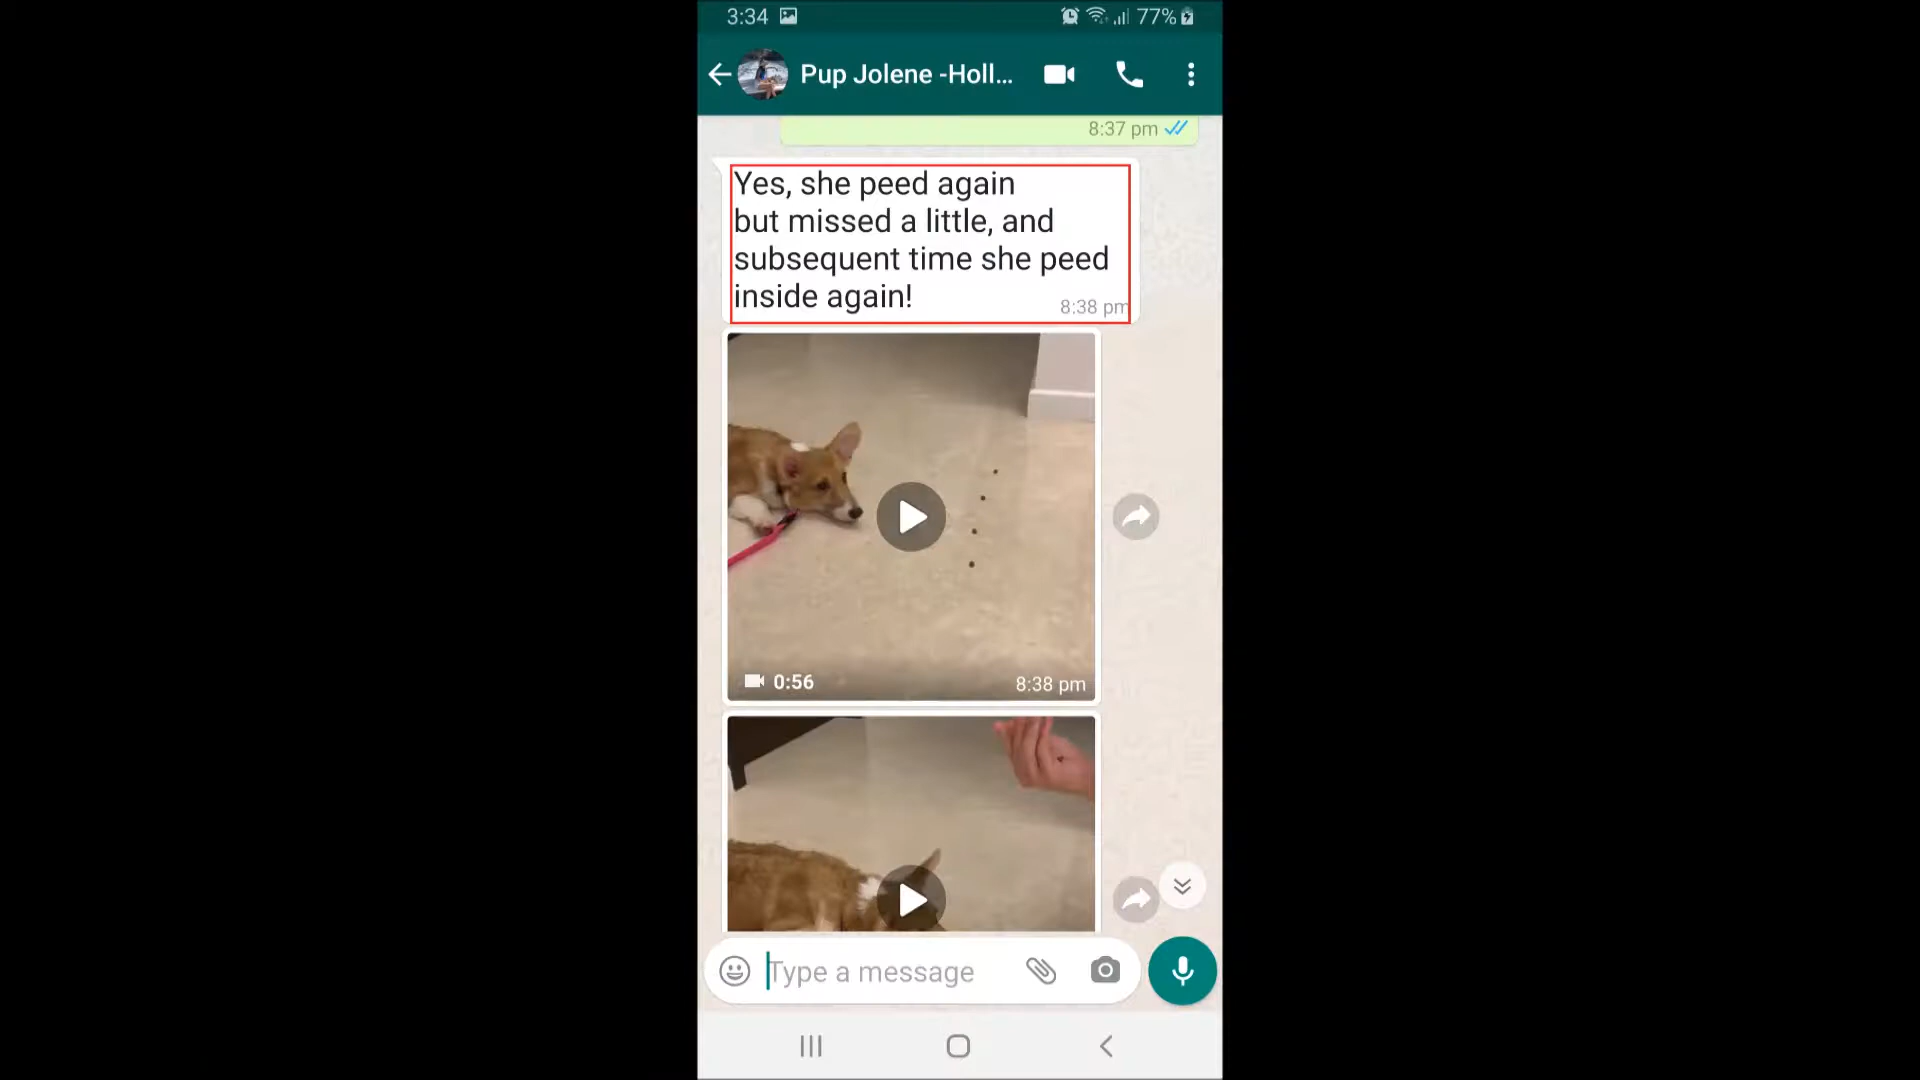 3:34
77%
Pup Jolene -Holl...
8:37 pm
Yes, she peed again
but missed a little, and
subsequent time she peed
inside again!
8:38 pm
0:56
8:38 pm
Type a message